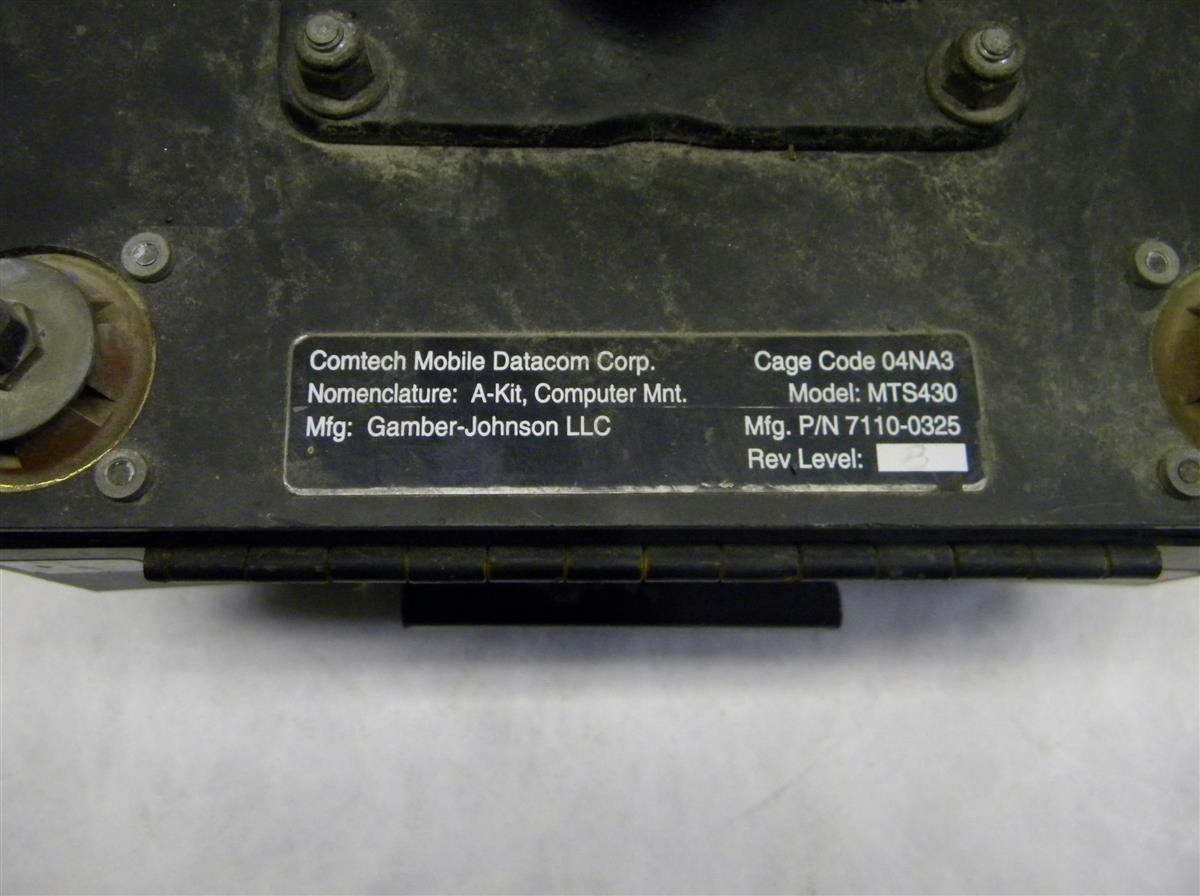 Comtech Mobile Datacom Corp. Cage Code 04NA3
Nomenclature: A-Kit, Computer Mnt. Model: MTS430
Mfg: Gamber-Johnson LLC Mfg. P/N 7110-0325
Rev Level: B